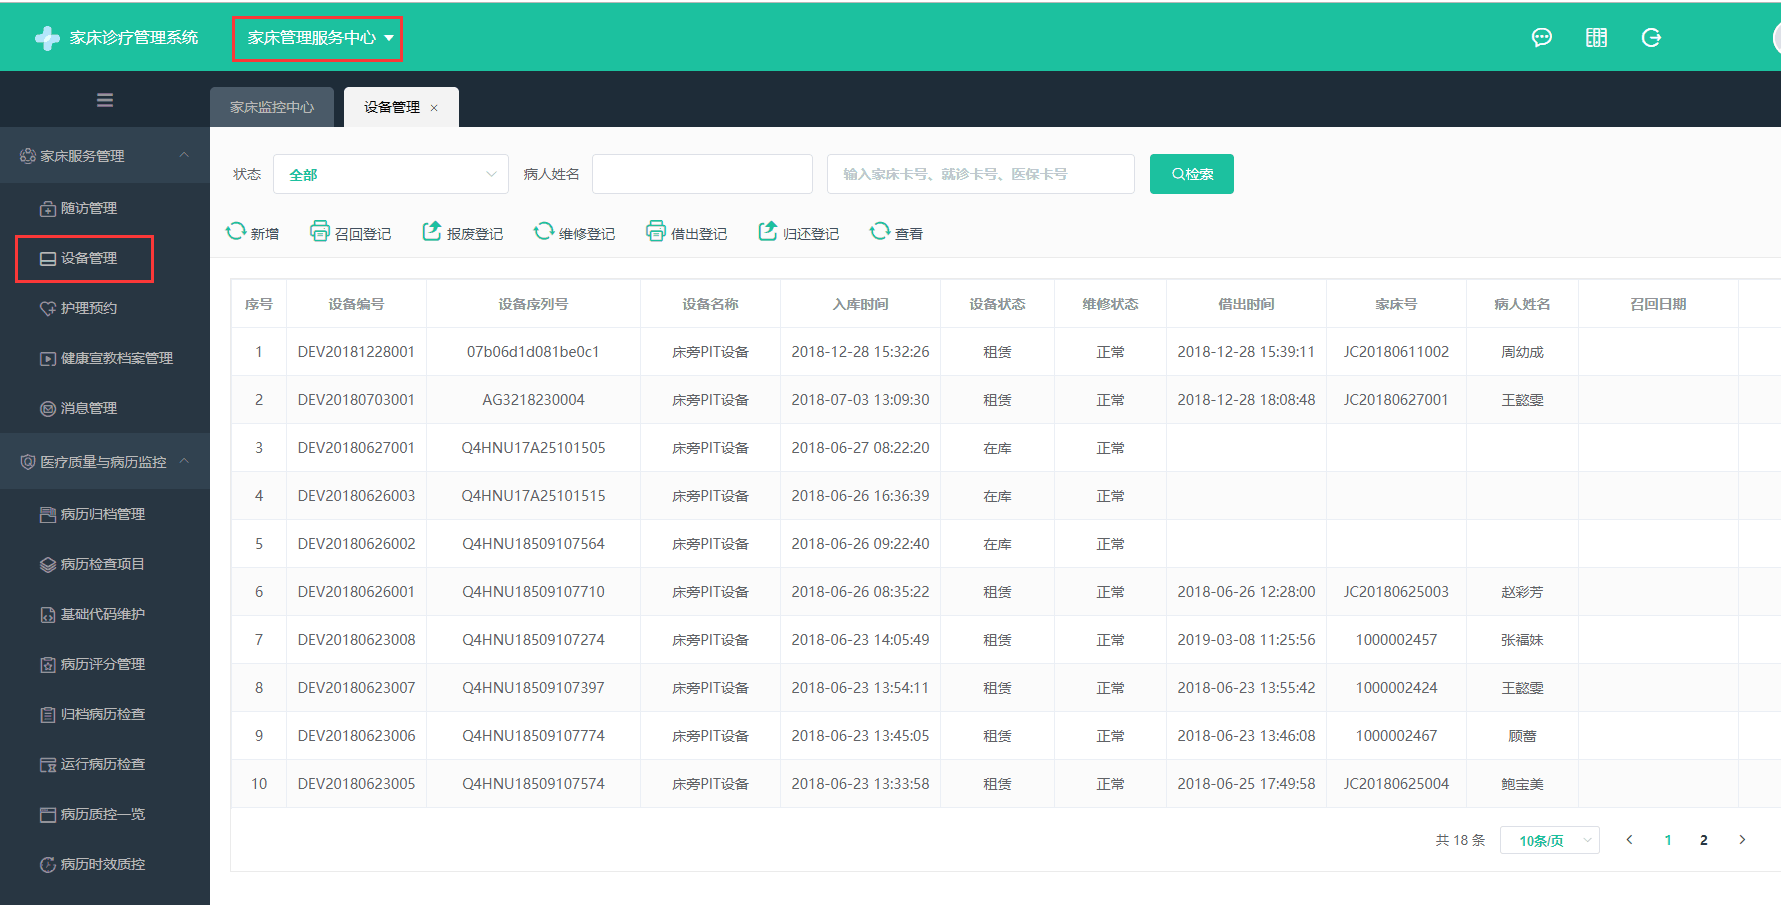 家床诊疗管理系统 家床管理服务中心
家床监控中心 设备管理 ×
家床服务管理
随访管理
设备管理
护理预约
健康宣教档案管理
消息管理
医疗质量与病历监控
病历归档管理
病历检查项目
基础代码维护
病历评分管理
归档病历检查
运行病历检查
病历质控一览
病历时效质控
状态 全部 病人姓名 输入家床卡号、就诊卡号、医保卡号 检索
新增 召回登记 报废登记 维修登记 借出登记 归还登记 查看
序号 设备编号 设备序列号 设备名称 入库时间 设备状态 维修状态 借出时间 家床号 病人姓名 召回日期
1 DEV20181228001 07b06d1d081be0c1 床旁PIT设备 2018-12-28 15:32:26 租赁 正常 2018-12-28 15:39:11 JC20180611002 周幼成
2 DEV20180703001 AG3218230004 床旁PIT设备 2018-07-03 13:09:30 租赁 正常 2018-12-28 18:08:48 JC20180627001 王懿雯
3 DEV20180627001 Q4HNU17A25101505 床旁PIT设备 2018-06-27 08:22:20 在库 正常
4 DEV20180626003 Q4HNU17A25101515 床旁PIT设备 2018-06-26 16:36:39 在库 正常
5 DEV20180626002 Q4HNU18509107564 床旁PIT设备 2018-06-26 09:22:40 在库 正常
6 DEV20180626001 Q4HNU18509107710 床旁PIT设备 2018-06-26 08:35:22 租赁 正常 2018-06-26 12:28:00 JC20180625003 赵彩芳
7 DEV20180623008 Q4HNU18509107274 床旁PIT设备 2018-06-23 14:05:49 租赁 正常 2019-03-08 11:25:56 1000002457 张福妹
8 DEV20180623007 Q4HNU18509107397 床旁PIT设备 2018-06-23 13:54:11 租赁 正常 2018-06-23 13:55:42 1000002424 王懿雯
9 DEV20180623006 Q4HNU18509107774 床旁PIT设备 2018-06-23 13:45:05 租赁 正常 2018-06-23 13:46:08 1000002467 顾蔷
10 DEV20180623005 Q4HNU18509107574 床旁PIT设备 2018-06-23 13:33:58 租赁 正常 2018-06-25 17:49:58 JC20180625004 鲍宝美
共 18 条 10条/页 1 2